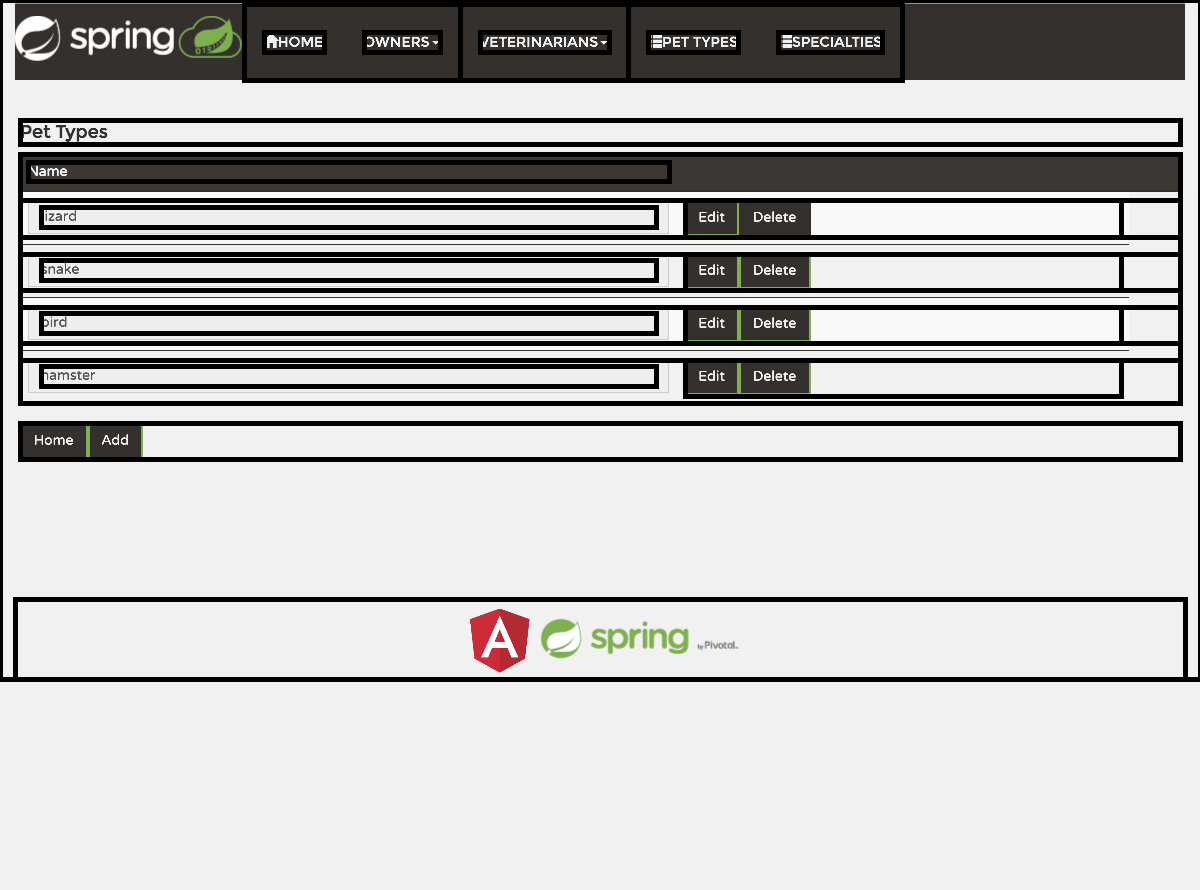 spring HOME OWNERS VETERINARIANS PET TYPES SPECIALTIES
Pet Types
Name
lizard Edit Delete
snake Edit Delete
bird Edit Delete
hamster Edit Delete
Home Add
spring by Pivotal.